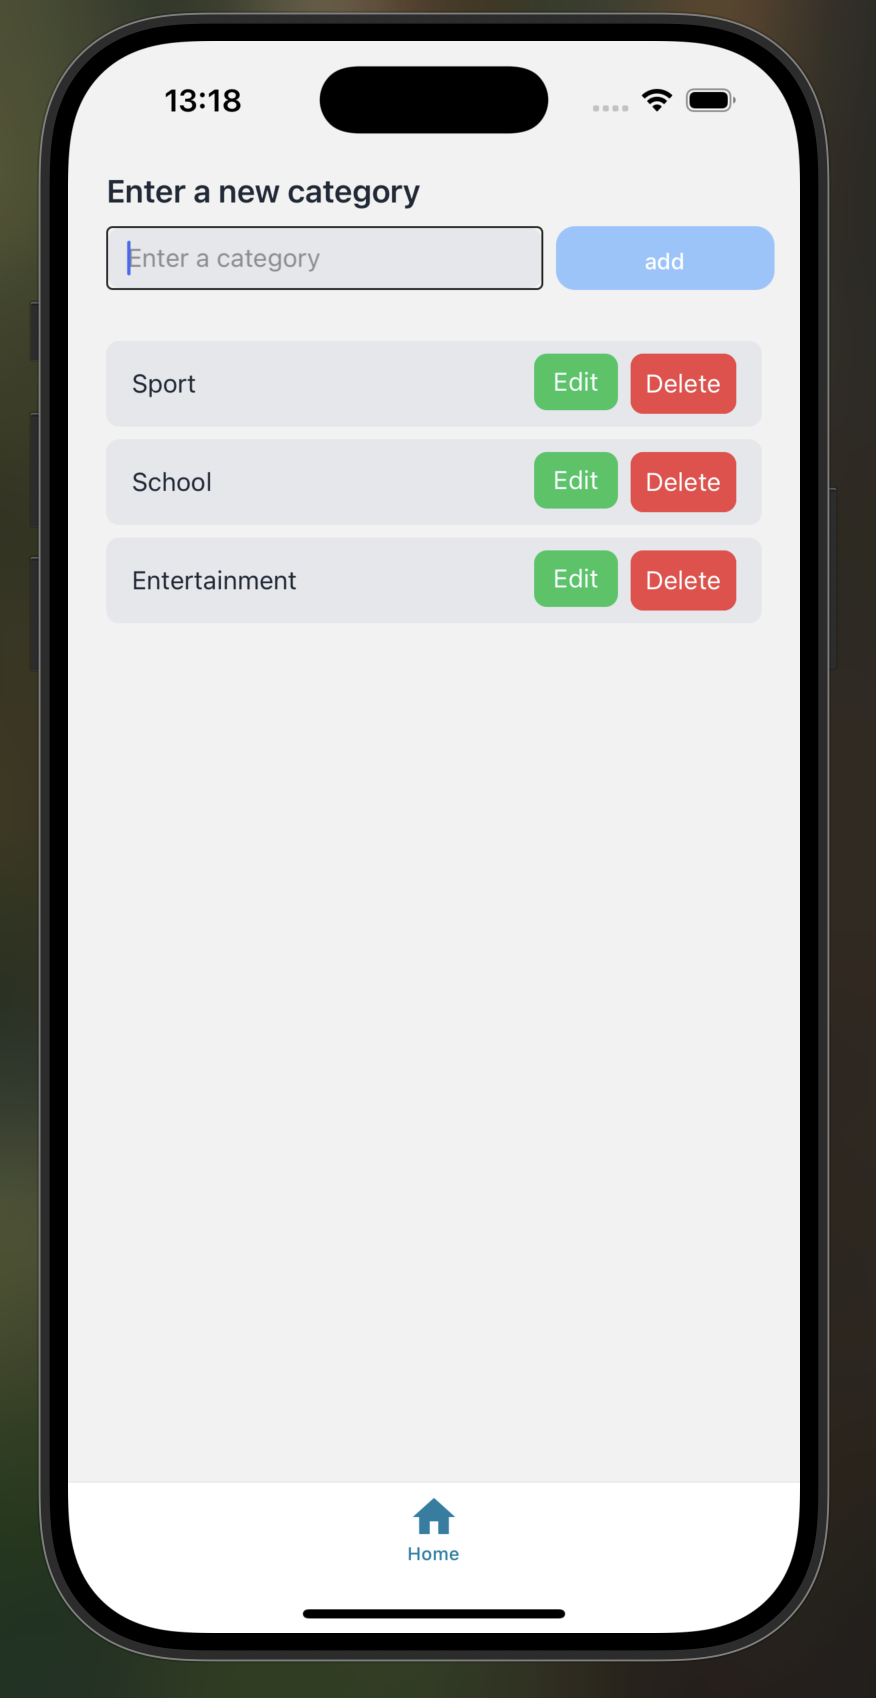 13:18
Enter a new category
Enter a category
add
Sport Edit Delete
School Edit Delete
Entertainment Edit Delete
Home